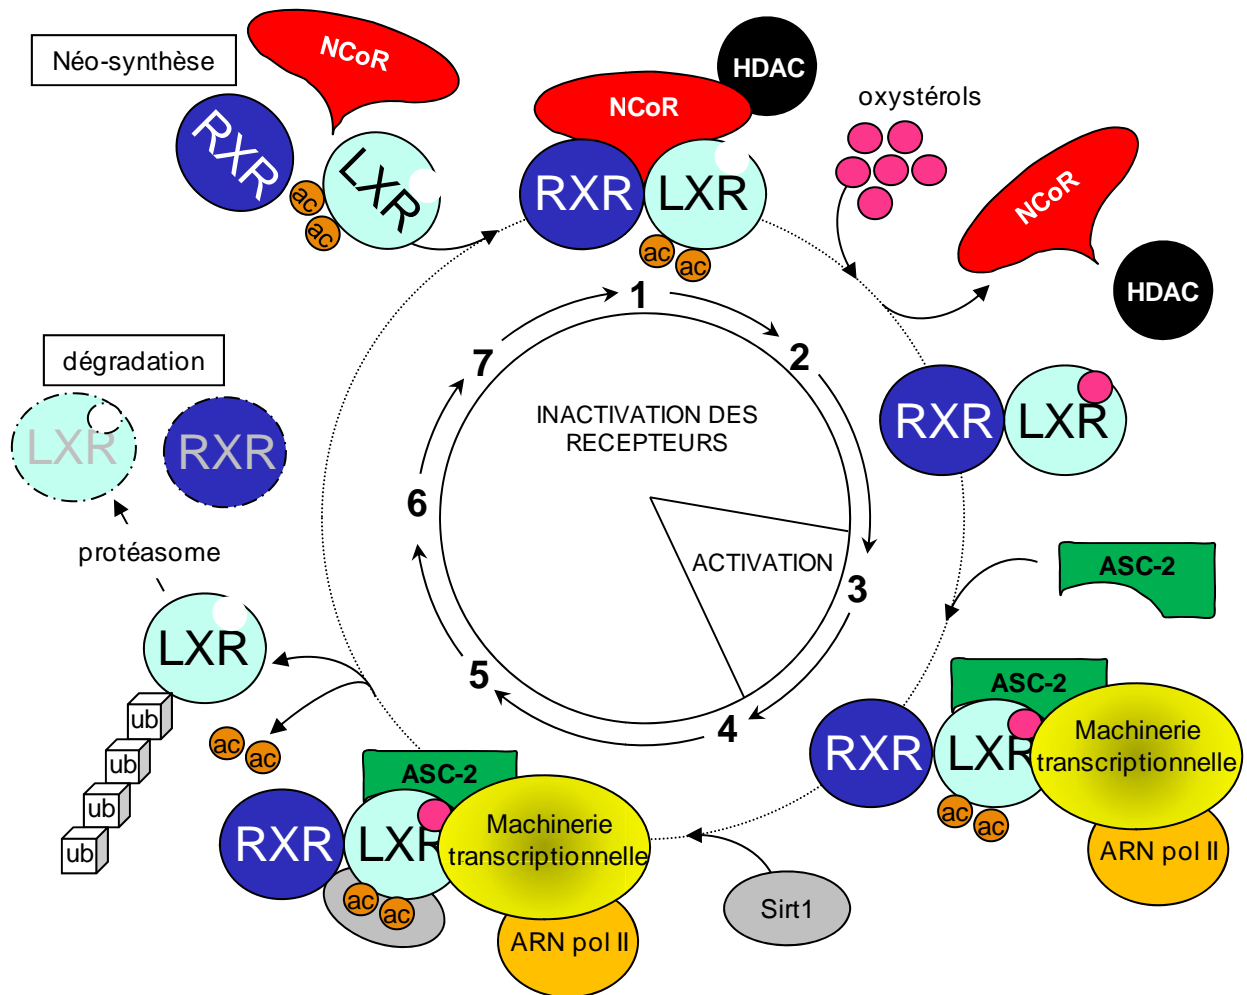 Néo-synthèse
NCoR
RXR
LXR
ac
ac
NCoR
HDAC
RXR
LXR
ac
ac
oxystérols
NCoR
HDAC
1
2
3
4
5
6
7
INACTIVATION DES
RECEPTEURS
ACTIVATION
RXR
LXR
ASC-2
ASC-2
RXR
LXR
Machinerie
transcriptionnelle
ac
ac
ARN pol II
Sirt1
ASC-2
RXR
LXR
Machinerie
transcriptionnelle
ac
ac
ARN pol II
dégradation
LXR
RXR
protéasome
LXR
ub
ub
ub
ub
ac
ac